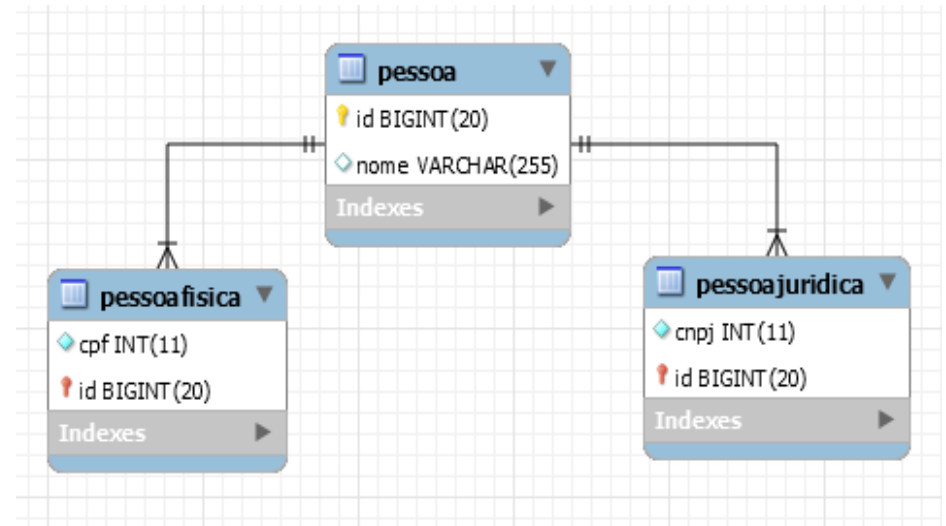 pessoa
id BIGINT(20)
nome VARCHAR(255)
Indexes
pessoafisica
cpf INT(11)
id BIGINT(20)
Indexes
pessoajuridica
cnpj INT(11)
id BIGINT(20)
Indexes